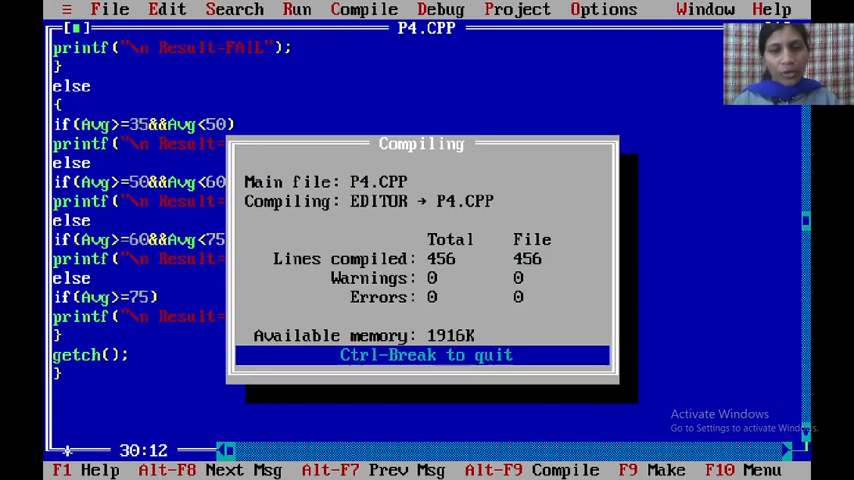 ≡ File Edit Search Run Compile Debug Project Options Window Help
[■] P4.CPP
printf("\n Result-FAIL");
}
else
{
if(Avg>=35&&Avg<50)
printf("\n Result=
else
if(Avg>=50&&Avg<60
printf("\n Result=
else
if(Avg>=60&&Avg<75
printf("\n Result=
else
if(Avg>=75)
printf("\n Result=
}
getch();
}
Compiling
Main file: P4.CPP
Compiling: EDITOR → P4.CPP
Total File
Lines compiled: 456 456
Warnings: 0 0
Errors: 0 0
Available memory: 1916K
Ctrl-Break to quit
Activate Windows
Go to Settings to activate Windows.
30:12
F1 Help Alt-F8 Next Msg Alt-F7 Prev Msg Alt-F9 Compile F9 Make F10 Menu